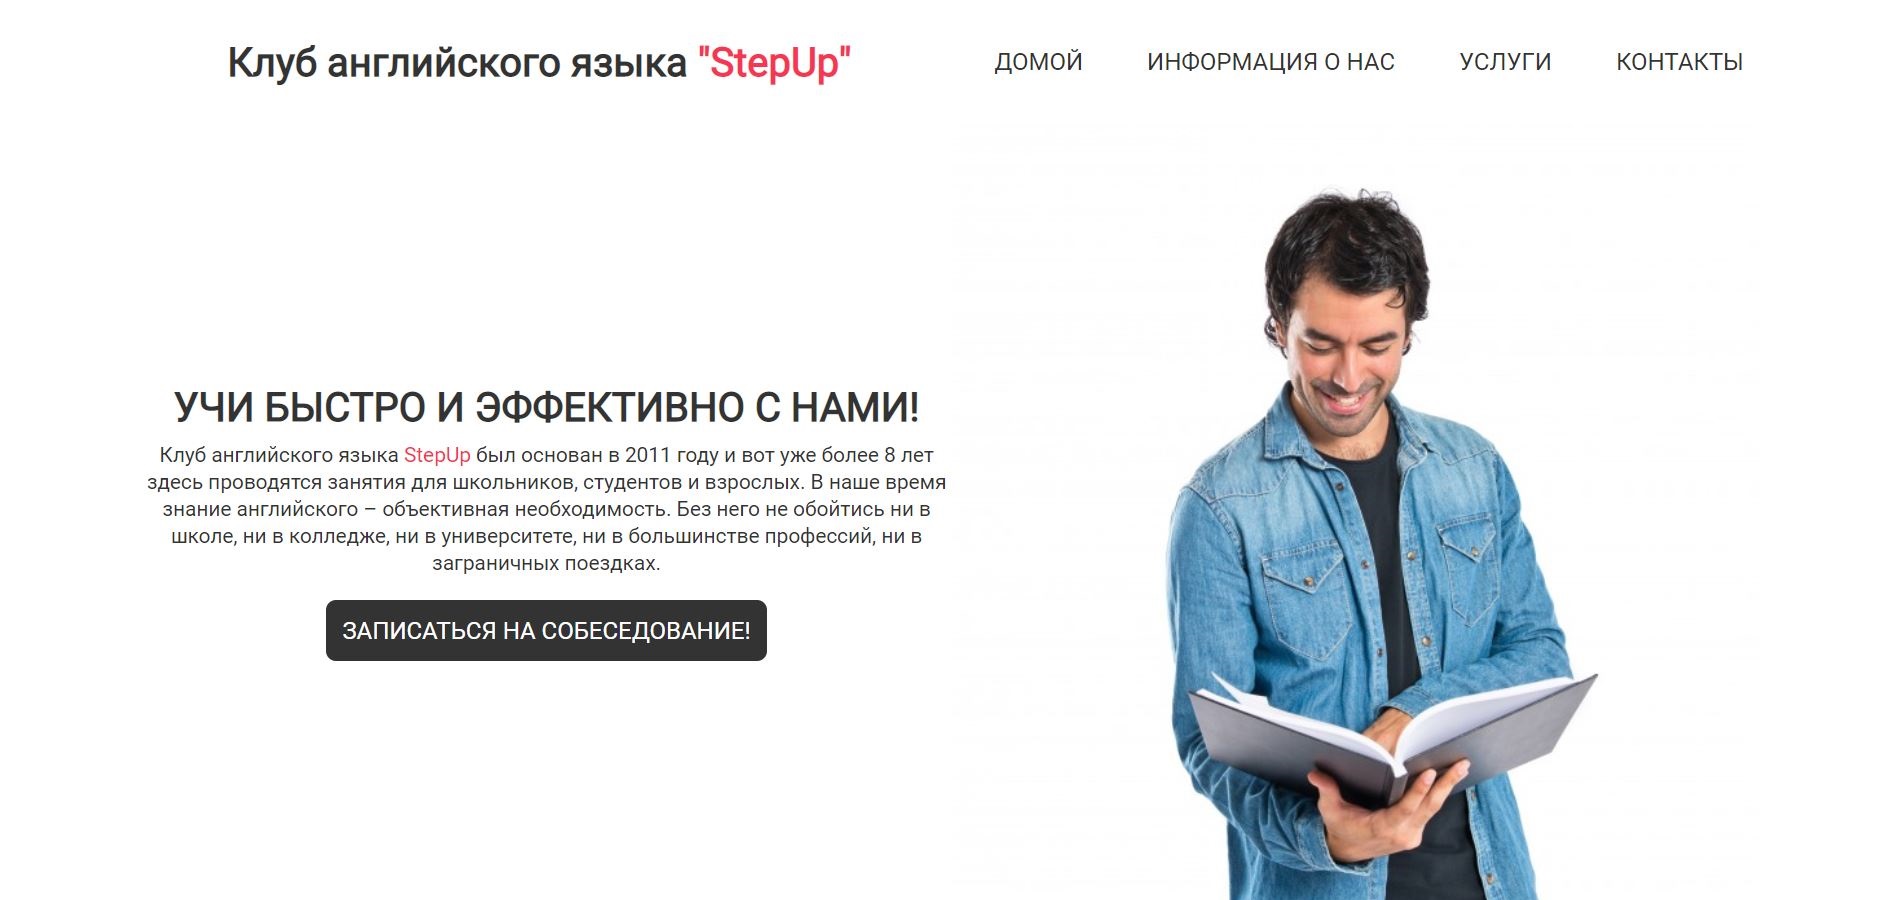 Клуб английского языка "StepUp"
ДОМОЙ ИНФОРМАЦИЯ О НАС УСЛУГИ КОНТАКТЫ
УЧИ БЫСТРО И ЭФФЕКТИВНО С НАМИ!
Клуб английского языка StepUp был основан в 2011 году и вот уже более 8 лет
здесь проводятся занятия для школьников, студентов и взрослых. В наше время
знание английского – объективная необходимость. Без него не обойтись ни в
школе, ни в колледже, ни в университете, ни в большинстве профессий, ни в
заграничных поездках.
ЗАПИСАТЬСЯ НА СОБЕСЕДОВАНИЕ!